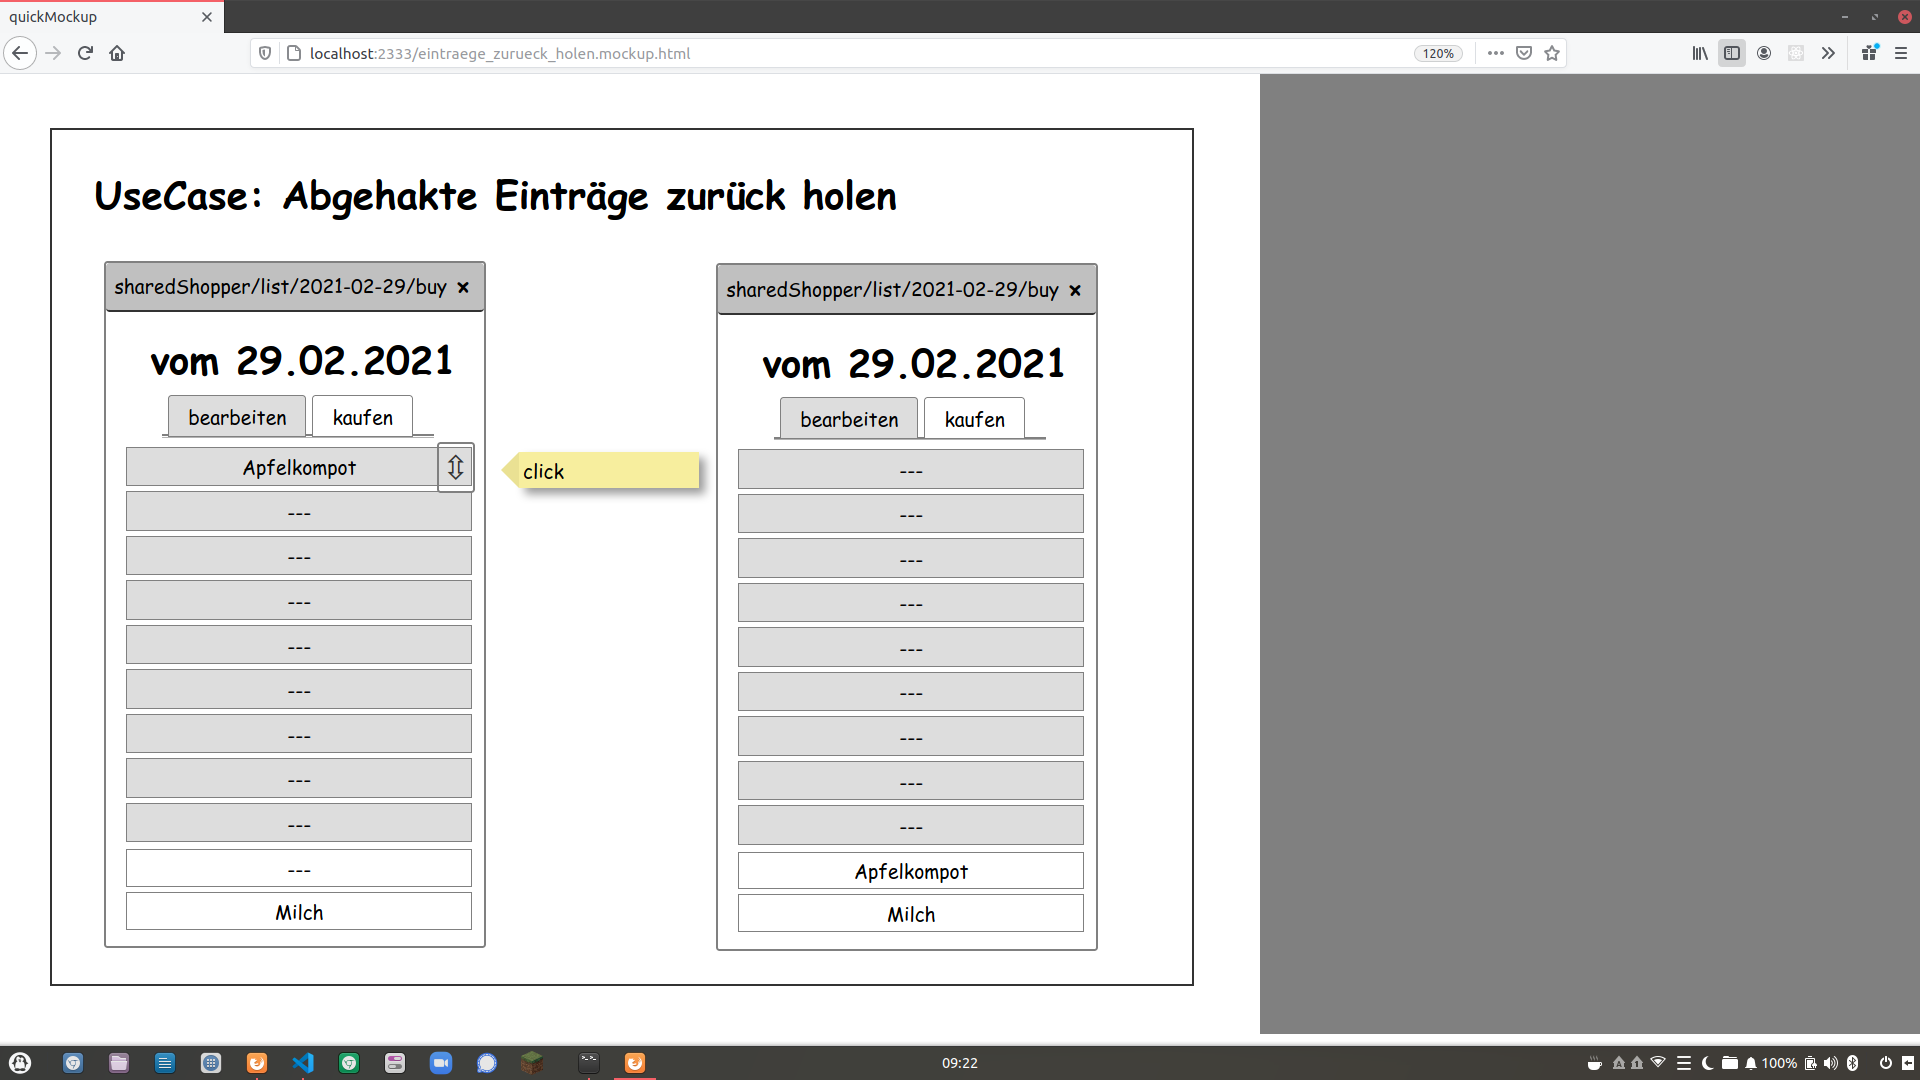 quickMockup
localhost:2333/eintraege_zurueck_holen.mockup.html
120%
UseCase: Abgehakte Einträge zurück holen
sharedShopper/list/2021-02-29/buy ×
vom 29.02.2021
bearbeiten
kaufen
Apfelkompot
---
---
---
---
---
---
---
---
---
Milch
click
sharedShopper/list/2021-02-29/buy ×
vom 29.02.2021
bearbeiten
kaufen
---
---
---
---
---
---
---
---
---
Apfelkompot
Milch
09:22
100%